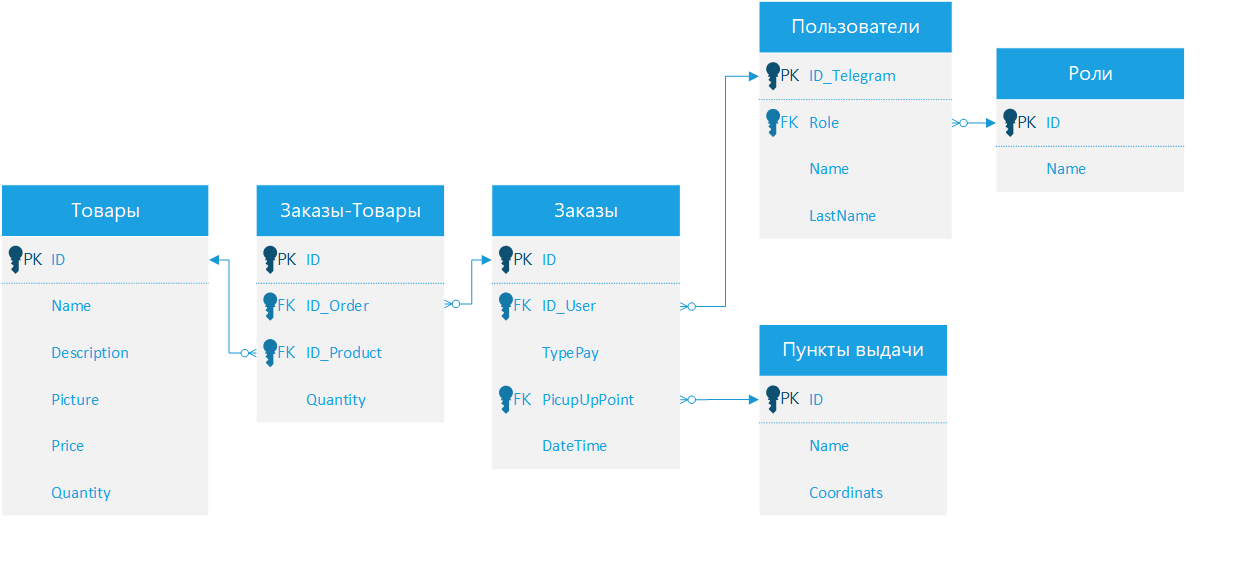 Пользователи
PK ID_Telegram
FK Role
Name
LastName
Роли
PK ID
Name
Товары
PK ID
Name
Description
Picture
Price
Quantity
Заказы-Товары
PK ID
FK ID_Order
FK ID_Product
Quantity
Заказы
PK ID
FK ID_User
TypePay
FK PicupUpPoint
DateTime
Пункты выдачи
PK ID
Name
Coordinats